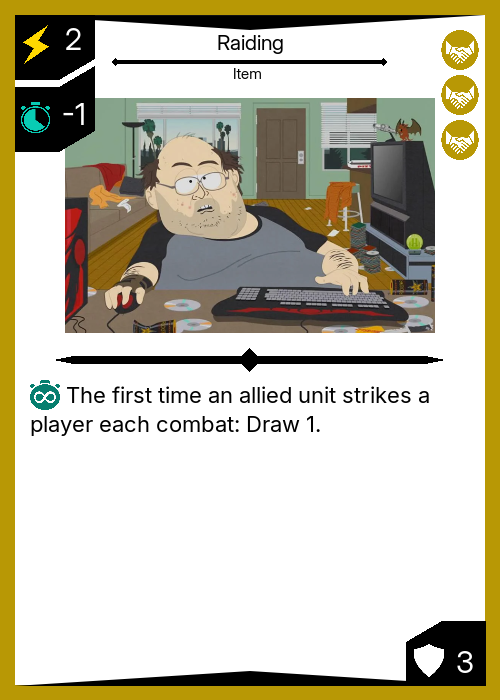 2
Raiding
Item
-1
The first time an allied unit strikes a
player each combat: Draw 1.
3